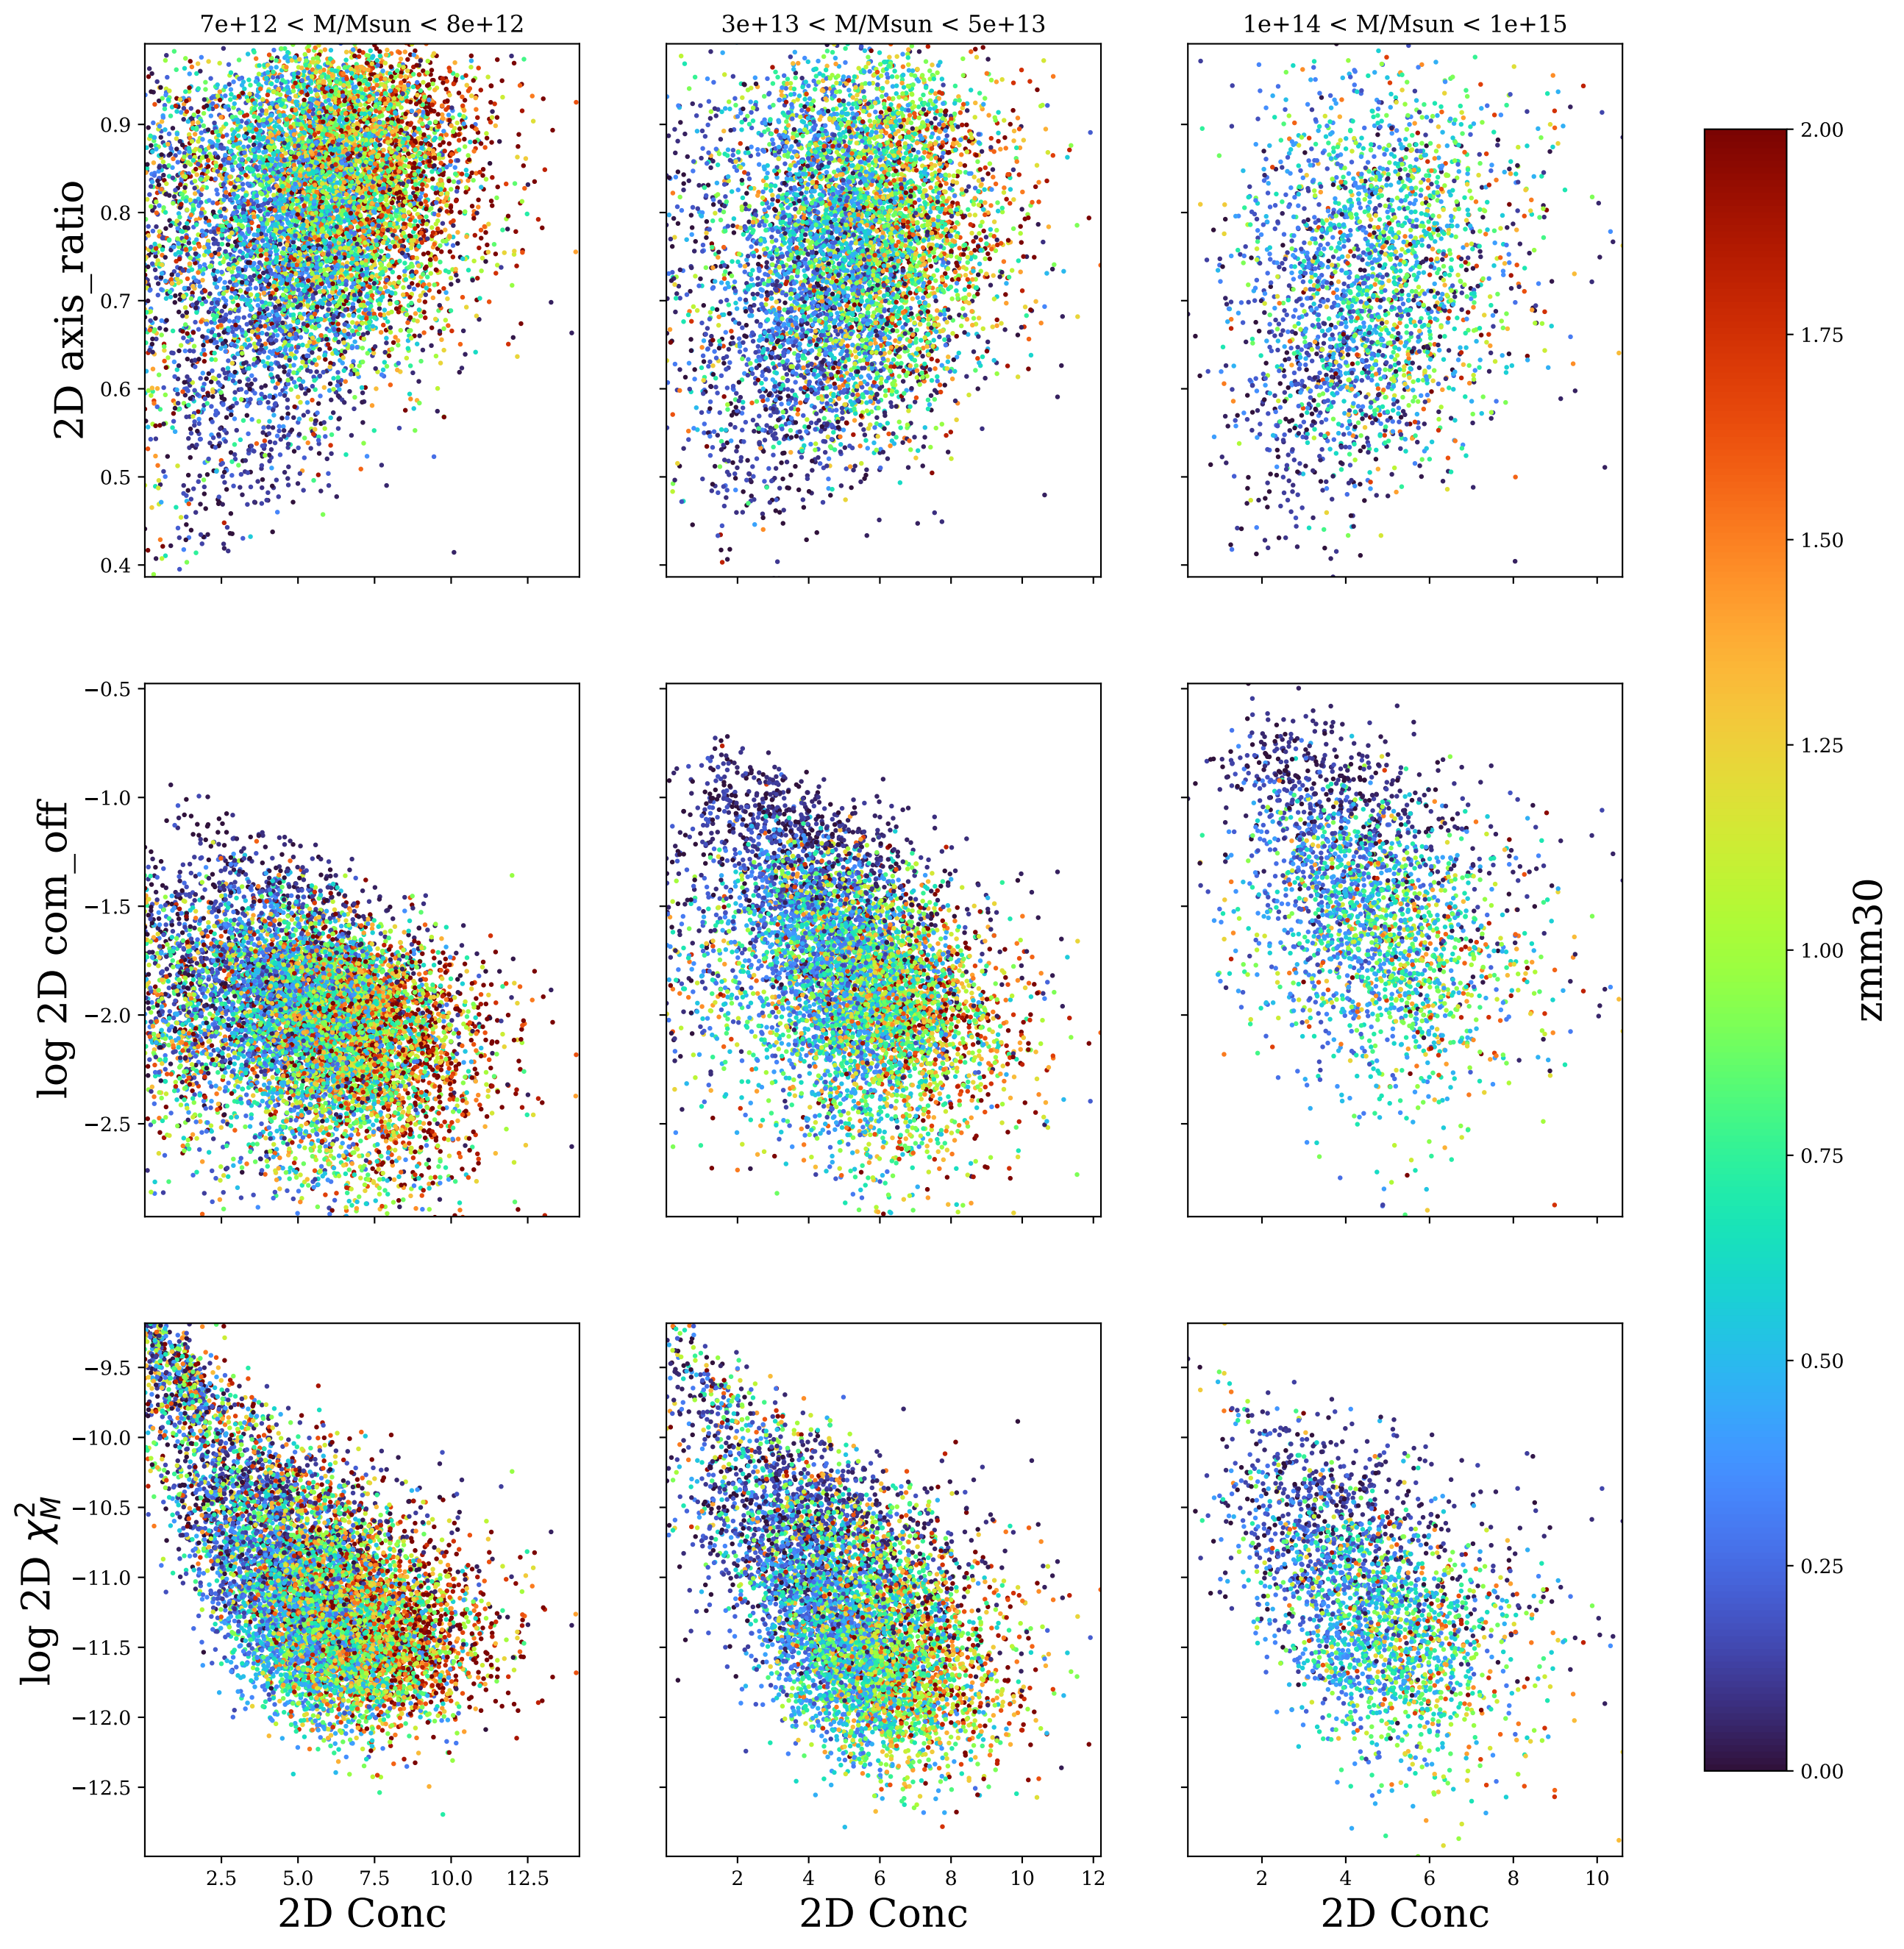 7e+12 < M/Msun < 8e+12
3e+13 < M/Msun < 5e+13
1e+14 < M/Msun < 1e+15
2D axis_ratio
0.9
0.8
0.7
0.6
0.5
0.4
log 2D com_off
−0.5
−1.0
−1.5
−2.0
−2.5
log 2D χ²_M
−9.5
−10.0
−10.5
−11.0
−11.5
−12.0
−12.5
2.5 5.0 7.5 10.0 12.5
2D Conc
2 4 6 8 10 12
2D Conc
2 4 6 8 10
2D Conc
2.00
1.75
1.50
1.25
1.00
0.75
0.50
0.25
0.00
zmm30